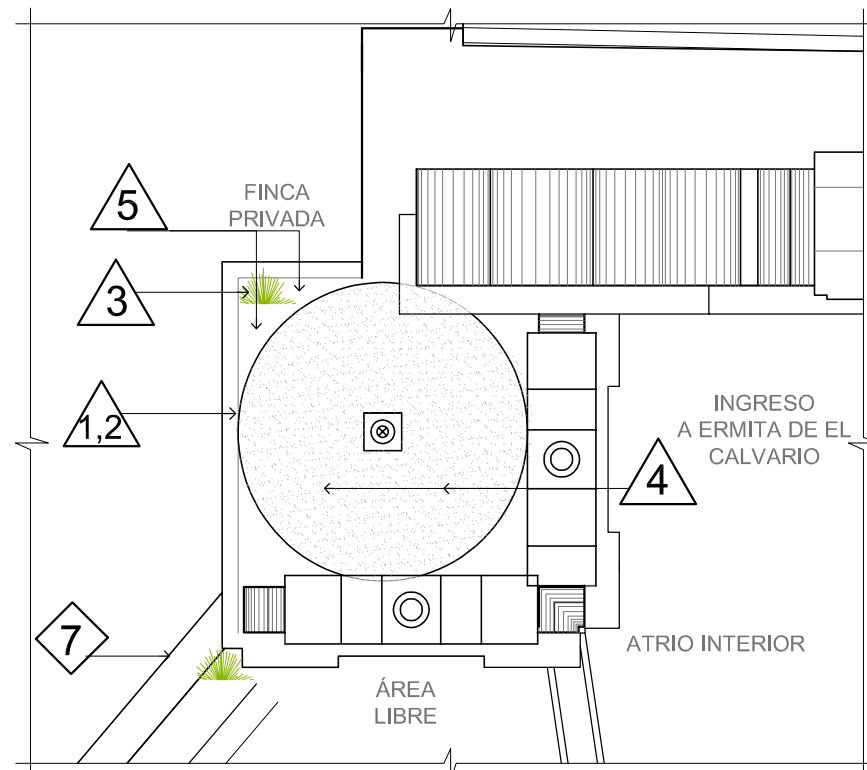 5
FINCA
PRIVADA
3
1,2
INGRESO
A ERMITA DE EL
CALVARIO
4
7
ATRIO INTERIOR
ÁREA
LIBRE